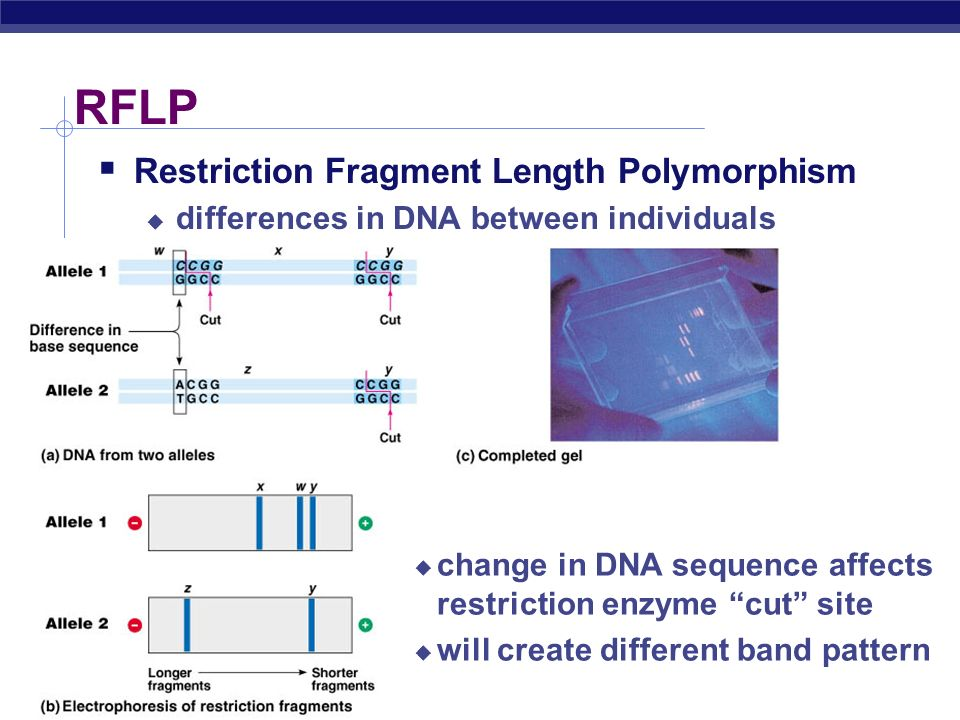 RFLP
Restriction Fragment Length Polymorphism
differences in DNA between individuals
w x y
Allele 1
CCGG CCGG
GGCC GGCC
Cut Cut
Difference in
base sequence
z y
Allele 2
ACGG CCGG
TGCC GGCC
Cut
(a) DNA from two alleles
(c) Completed gel
x w y
Allele 1 − +
z y
Allele 2 − +
Longer fragments → Shorter fragments
(b) Electrophoresis of restriction fragments
change in DNA sequence affects
restriction enzyme “cut” site
will create different band pattern